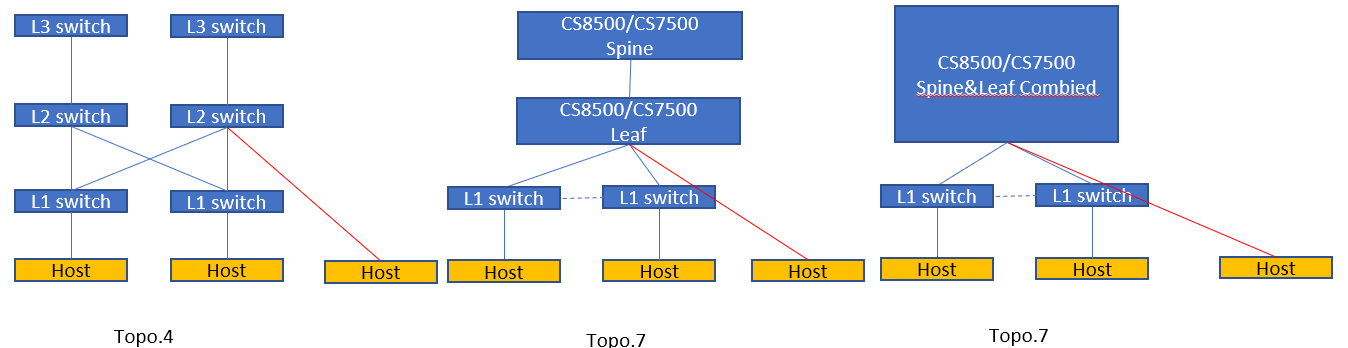 L3 switch
L3 switch
L2 switch
L2 switch
L1 switch
L1 switch
Host
Host
Host
Topo.4
CS8500/CS7500
Spine
CS8500/CS7500
Leaf
L1 switch
L1 switch
Host
Host
Host
Topo.7
CS8500/CS7500
Spine&Leaf Combied
L1 switch
L1 switch
Host
Host
Host
Topo.7